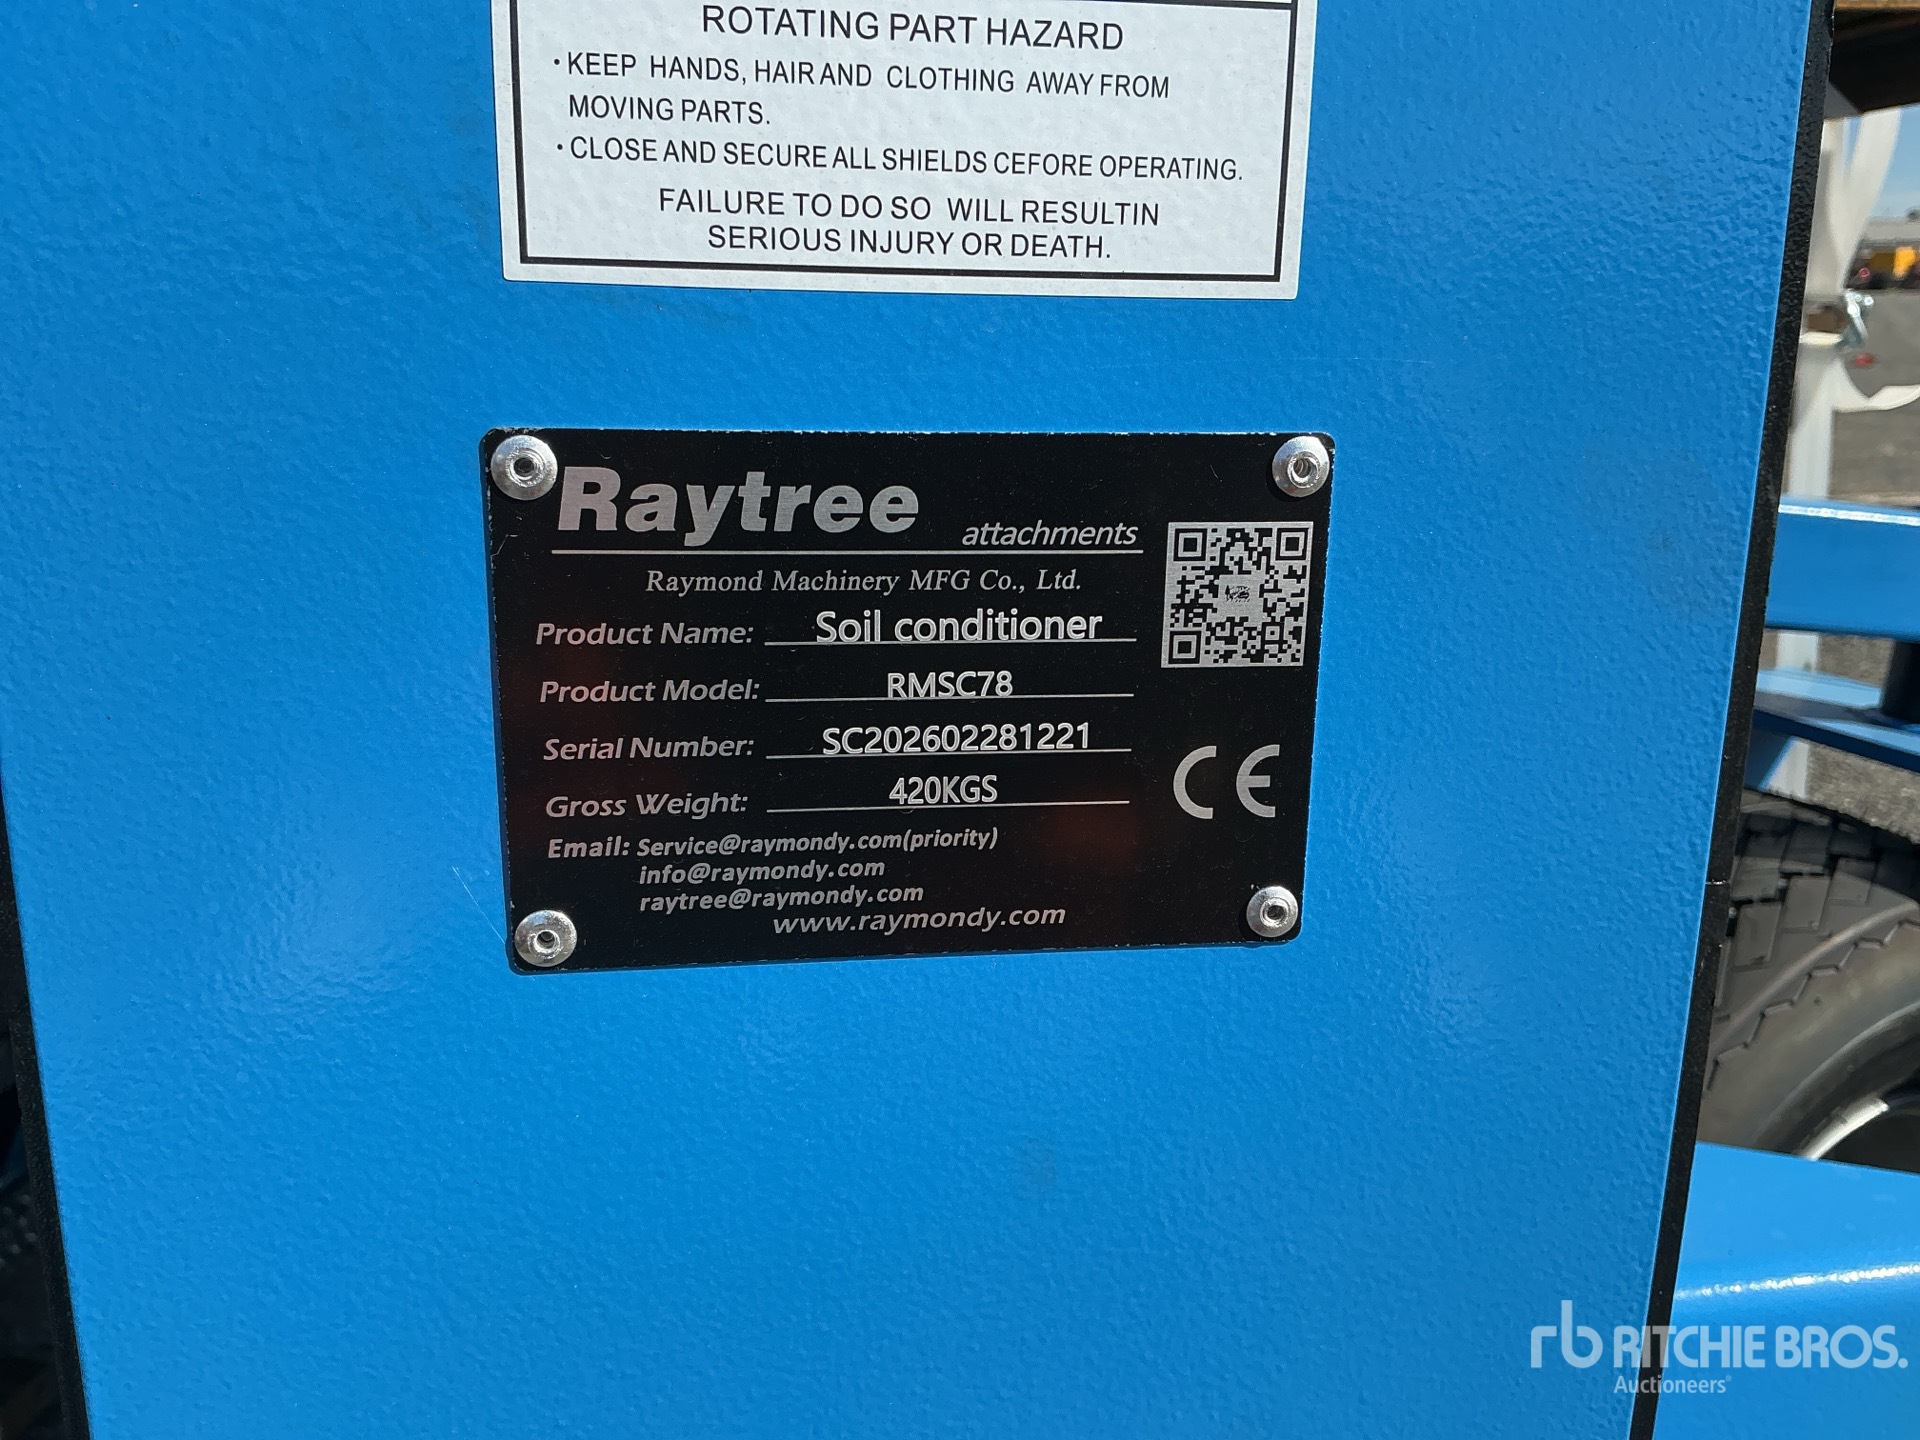 ROTATING PART HAZARD
· KEEP HANDS, HAIR AND CLOTHING AWAY FROM
MOVING PARTS.
· CLOSE AND SECURE ALL SHIELDS CEFORE OPERATING.
FAILURE TO DO SO WILL RESULTIN
SERIOUS INJURY OR DEATH.
Raytree attachments
Raymond Machinery MFG Co., Ltd.
Product Name: Soil conditioner
Product Model: RMSC78
Serial Number: SC202602281221
Gross Weight: 420KGS
CE
Email: Service@raymondy.com(priority)
info@raymondy.com
raytree@raymondy.com
www.raymondy.com
rb RITCHIE BROS.
Auctioneers